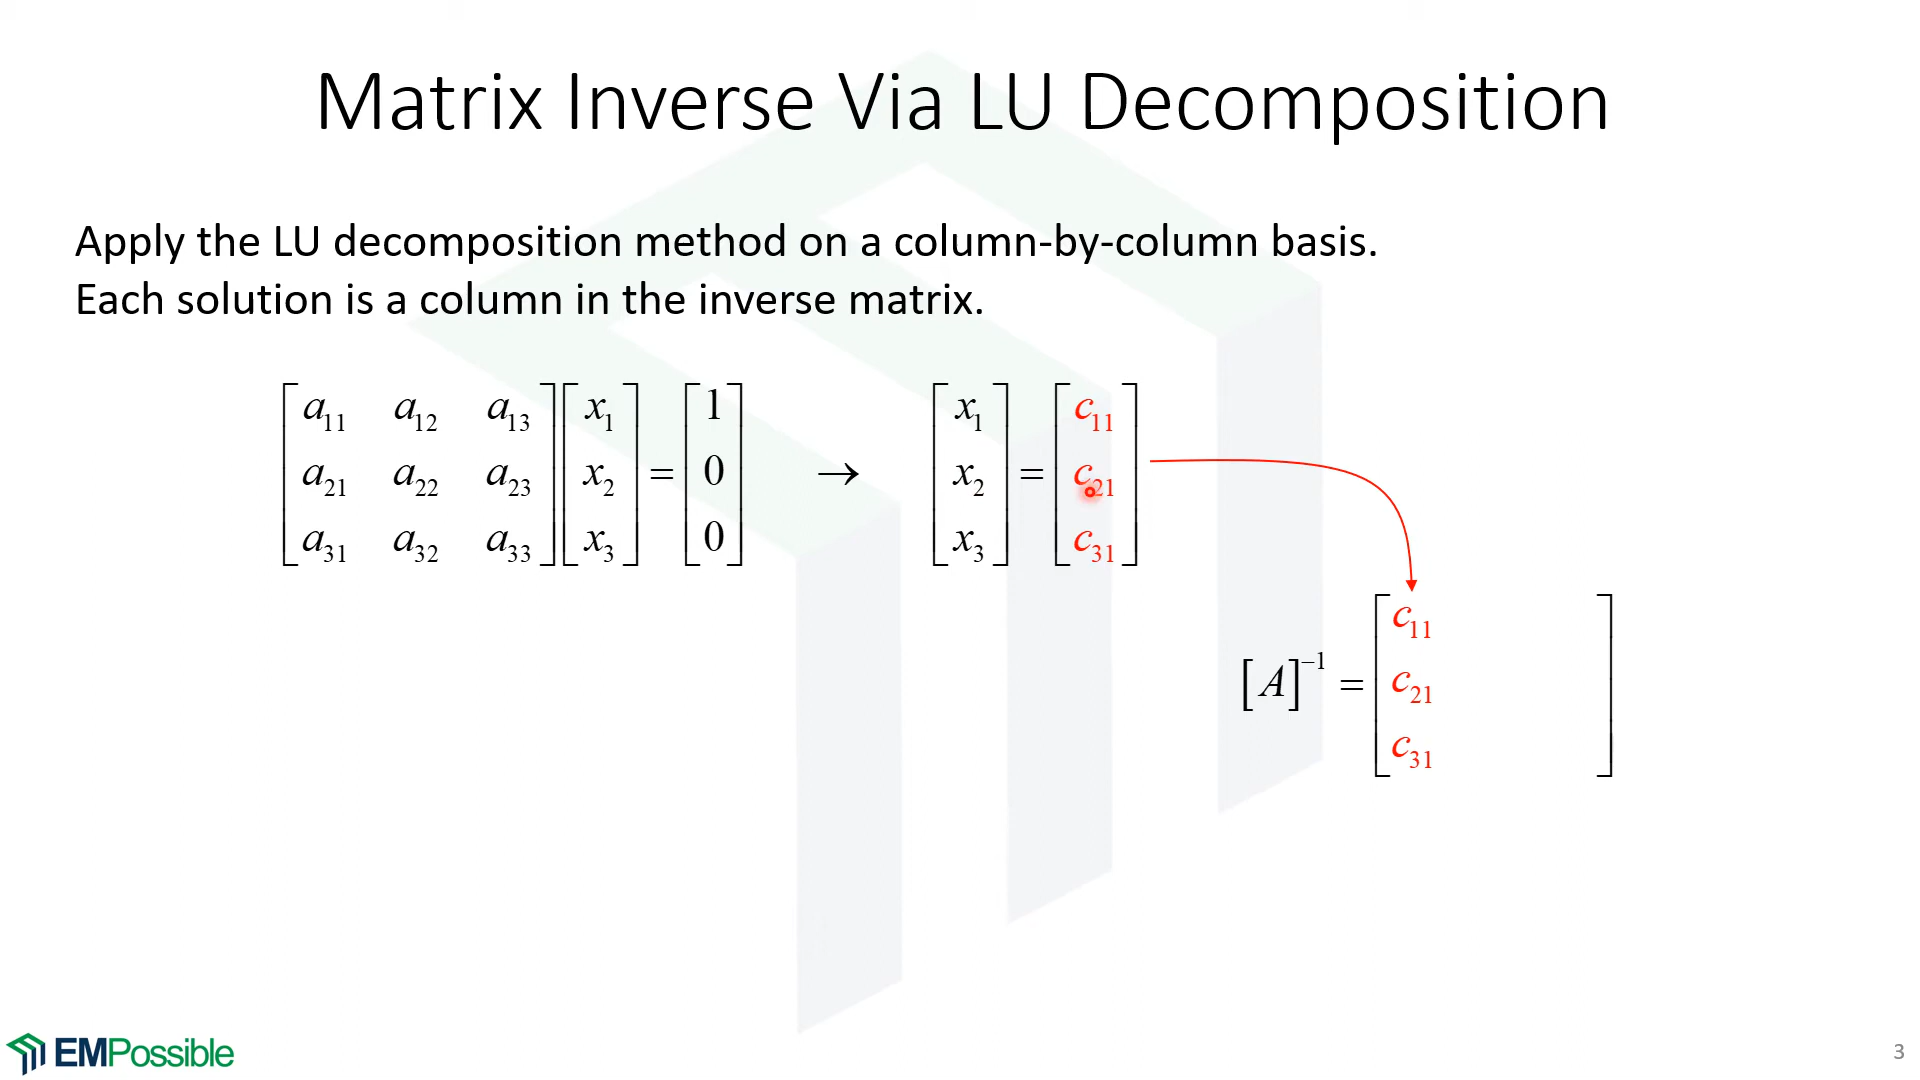 Matrix Inverse Via LU Decomposition
Apply the LU decomposition method on a column-by-column basis.
Each solution is a column in the inverse matrix.
[a₁₁ a₁₂ a₁₃] [x₁] = [1] → [x₁] = [c₁₁]
[a₂₁ a₂₂ a₂₃] [x₂] = [0] → [x₂] = [c₂₁]
[a₃₁ a₃₂ a₃₃] [x₃] = [0] → [x₃] = [c₃₁]
[c₁₁ ]
[A]⁻¹ = [c₂₁ ]
[c₃₁ ]
EMPossible
3